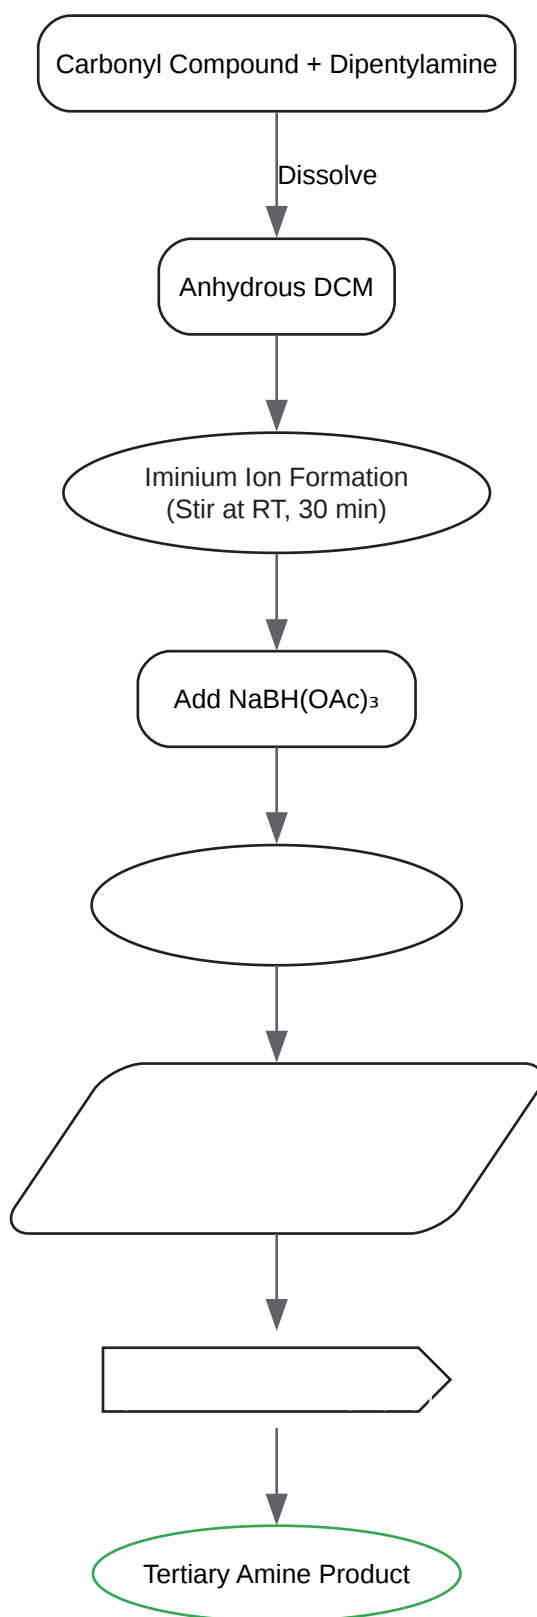 Carbonyl Compound + Dipentylamine
Dissolve
Anhydrous DCM
Iminium Ion Formation
(Stir at RT, 30 min)
Add NaBH(OAc)₃
Tertiary Amine Product